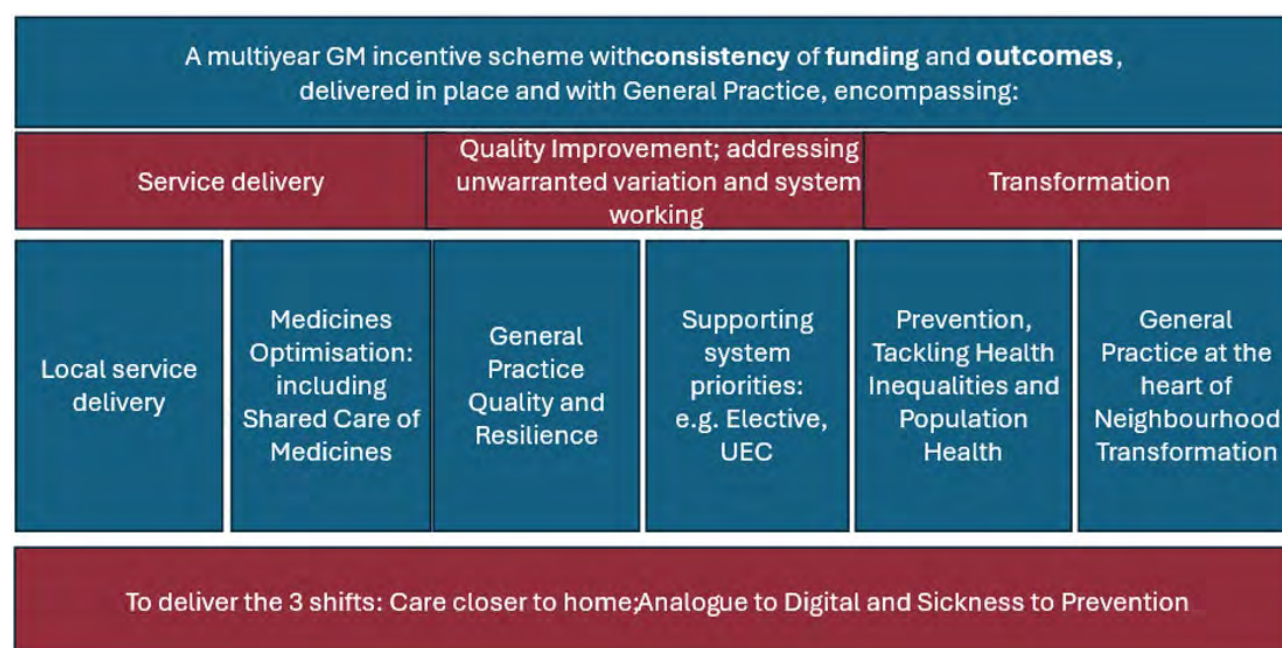 A multiyear GM incentive scheme withconsistency of funding and outcomes,
delivered in place and with General Practice, encompassing:
Service delivery
Quality Improvement; addressing
unwarranted variation and system
working
Transformation
Local service
delivery
Medicines
Optimisation:
including
Shared Care of
Medicines
General
Practice
Quality and
Resilience
Supporting
system
priorities:
e.g. Elective,
UEC
Prevention,
Tackling Health
Inequalities and
Population
Health
General
Practice at the
heart of
Neighbourhood
Transformation
To deliver the 3 shifts: Care closer to home;Analogue to Digital and Sickness to Prevention